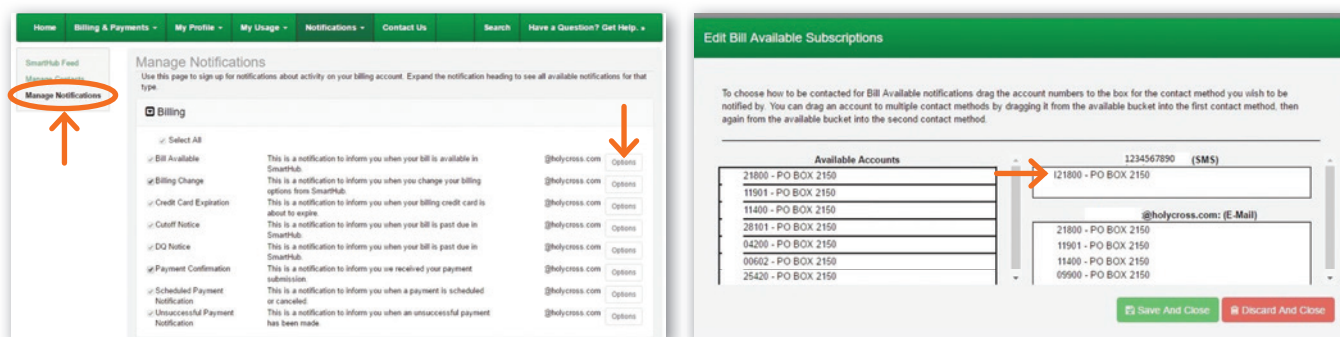 Home Billing & Payments My Profile My Usage Notifications Contact Us Search Have a Question? Get Help. »
SmartHub Feed
Manage Contacts
Manage Notifications
Manage Notifications
Use this page to sign up for notifications about activity on your billing account. Expand the notification heading to see all available notifications for that
type.
Billing
Select All
Bill Available This is a notification to inform you when your bill is available in @holycross.com Options
SmartHub.
Billing Change This is a notification to inform you when you change your billing @holycross.com Options
options from SmartHub.
Credit Card Expiration This is a notification to inform you when your billing credit card is @holycross.com Options
about to expire.
Cutoff Notice This is a notification to inform you when your bill is past due in @holycross.com Options
SmartHub.
DQ Notice This is a notification to inform you when your bill is past due in @holycross.com Options
SmartHub.
Payment Confirmation This is a notification to inform you we received your payment @holycross.com Options
submission.
Scheduled Payment This is a notification to inform you when a payment is scheduled @holycross.com Options
Notification or canceled.
Unsuccessful Payment This is a notification to inform you when an unsuccessful payment @holycross.com Options
Notification has been made.
Edit Bill Available Subscriptions
To choose how to be contacted for Bill Available notifications drag the account numbers to the box for the contact method you wish to be
notified by. You can drag an account to multiple contact methods by dragging it from the available bucket into the first contact method, then
again from the available bucket into the second contact method.
Available Accounts
21800 - PO BOX 2150
11901 - PO BOX 2150
11400 - PO BOX 2150
28101 - PO BOX 2150
04200 - PO BOX 2150
00602 - PO BOX 2150
25420 - PO BOX 2150
1234567890 (SMS)
21800 - PO BOX 2150
@holycross.com: (E-Mail)
21800 - PO BOX 2150
11901 - PO BOX 2150
11400 - PO BOX 2150
09900 - PO BOX 2150
Save And Close Discard And Close